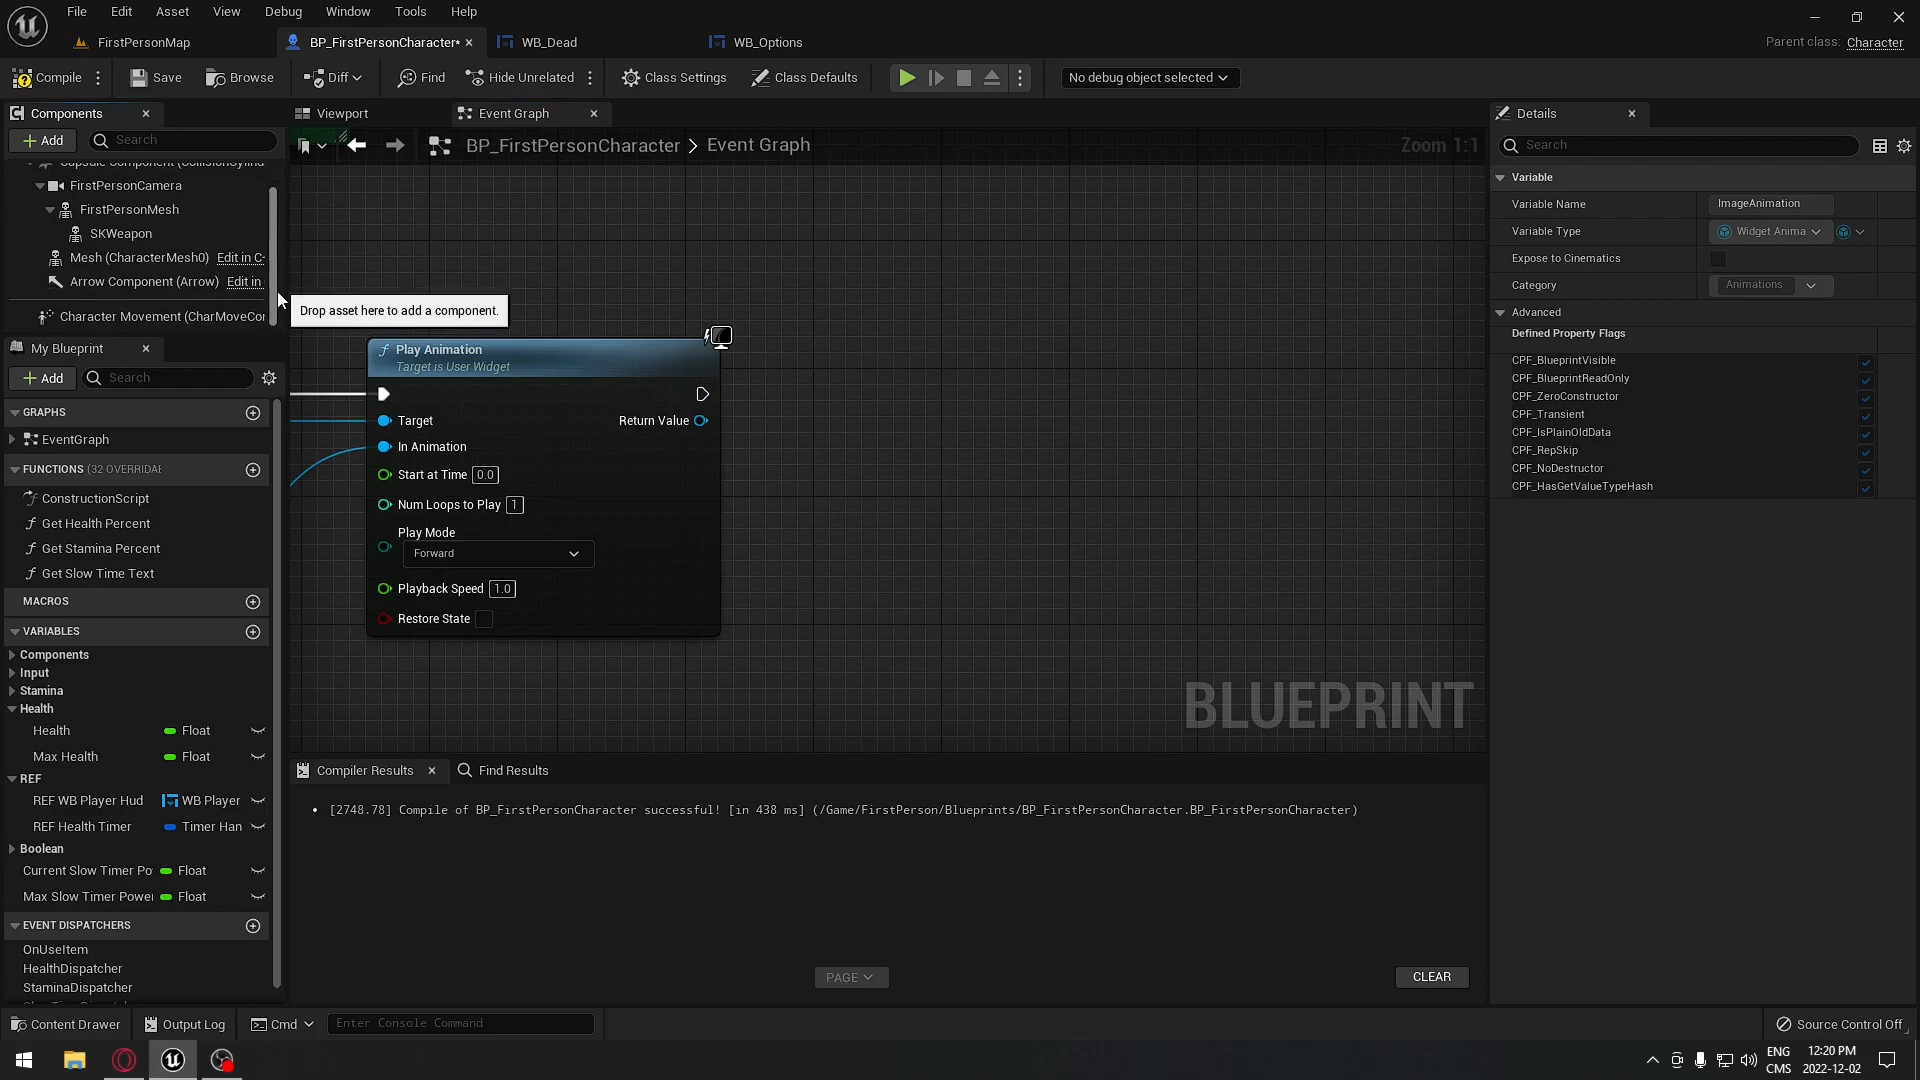 File Edit Asset View Debug Window Tools Help
FirstPersonMap BP_FirstPersonCharacter* WB_Dead WB_Options
Parent class: Character
Compile Save Browse Diff Find Hide Unrelated Class Settings Class Defaults No debug object selected
Components
Add Search
FirstPersonCamera
FirstPersonMesh
SKWeapon
Mesh (CharacterMesh0) Edit in C-
Arrow Component (Arrow) Edit in
Character Movement (CharMoveCor
My Blueprint
Add Search
GRAPHS
EventGraph
FUNCTIONS (32 OVERRIDAE
ConstructionScript
Get Health Percent
Get Stamina Percent
Get Slow Time Text
MACROS
VARIABLES
Components
Input
Stamina
Health
Health Float
Max Health Float
REF
REF WB Player Hud WB Player
REF Health Timer Timer Han
Boolean
Current Slow Timer Po Float
Max Slow Timer Power Float
EVENT DISPATCHERS
OnUseItem
HealthDispatcher
StaminaDispatcher
Viewport Event Graph
BP_FirstPersonCharacter > Event Graph
Zoom 1:1
Drop asset here to add a component.
Play Animation
Target is User Widget
Target Return Value
In Animation
Start at Time 0.0
Num Loops to Play 1
Play Mode
Forward
Playback Speed 1.0
Restore State
BLUEPRINT
Compiler Results Find Results
• [2748.78] Compile of BP_FirstPersonCharacter successful! [in 438 ms] (/Game/FirstPerson/Blueprints/BP_FirstPersonCharacter.BP_FirstPersonCharacter)
PAGE CLEAR
Details
Search
Variable
Variable Name ImageAnimation
Variable Type Widget Anima
Expose to Cinematics
Category Animations
Advanced
Defined Property Flags
CPF_BlueprintVisible
CPF_BlueprintReadOnly
CPF_ZeroConstructor
CPF_Transient
CPF_IsPlainOldData
CPF_RepSkip
CPF_NoDestructor
CPF_HasGetValueTypeHash
Content Drawer Output Log Cmd Enter Console Command
Source Control Off
ENG 12:20 PM
CMS 2022-12-02